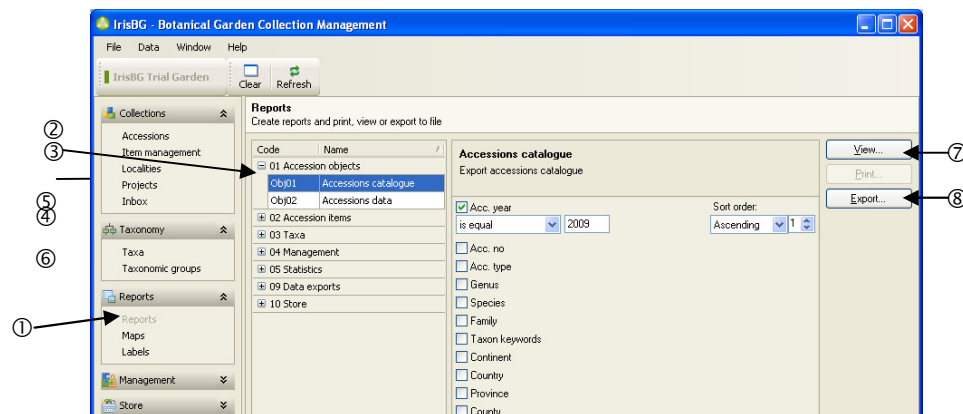 IrisBG - Botanical Garden Collection Management
File Data Window Help
IrisBG Trial Garden Clear Refresh
Collections
Accessions
Item management
Localities
Projects
Inbox
Taxonomy
Taxa
Taxonomic groups
Reports
Reports
Maps
Labels
Management
Store
②
③
⑤
④
⑥
①
Reports
Create reports and print, view or export to file
Code Name
01 Accession objects
Obj01 Accessions catalogue
Obj02 Accessions data
02 Accession items
03 Taxa
04 Management
05 Statistics
09 Data exports
10 Store
Accessions catalogue
Export accessions catalogue
Acc. year Sort order:
is equal 2009 Ascending 1
Acc. no
Acc. type
Genus
Species
Family
Taxon keywords
Continent
Country
Province
County
View...
Print...
Export...
⑦
⑧